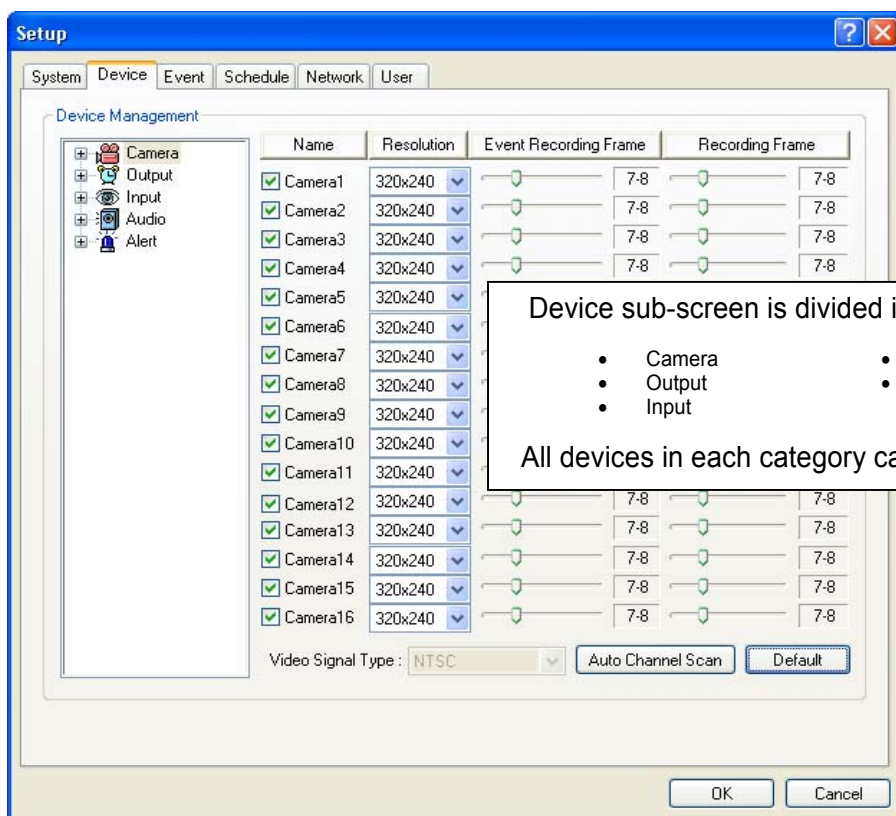 Setup
System Device Event Schedule Network User
Device Management
Camera
Output
Input
Audio
Alert
Name Resolution Event Recording Frame Recording Frame
Camera1 320x240 7-8 7-8
Camera2 320x240 7-8 7-8
Camera3 320x240 7-8 7-8
Camera4 320x240 7-8 7-8
Camera5 320x240
Camera6 320x240
Camera7 320x240
Camera8 320x240
Camera9 320x240
Camera10 320x240
Camera11 320x240
Camera12 320x240 7-8 7-8
Camera13 320x240 7-8 7-8
Camera14 320x240 7-8 7-8
Camera15 320x240 7-8 7-8
Camera16 320x240 7-8 7-8
Device sub-screen is divided
• Camera •
• Output •
• Input
All devices in each category
Video Signal Type : NTSC Auto Channel Scan Default
OK Cancel